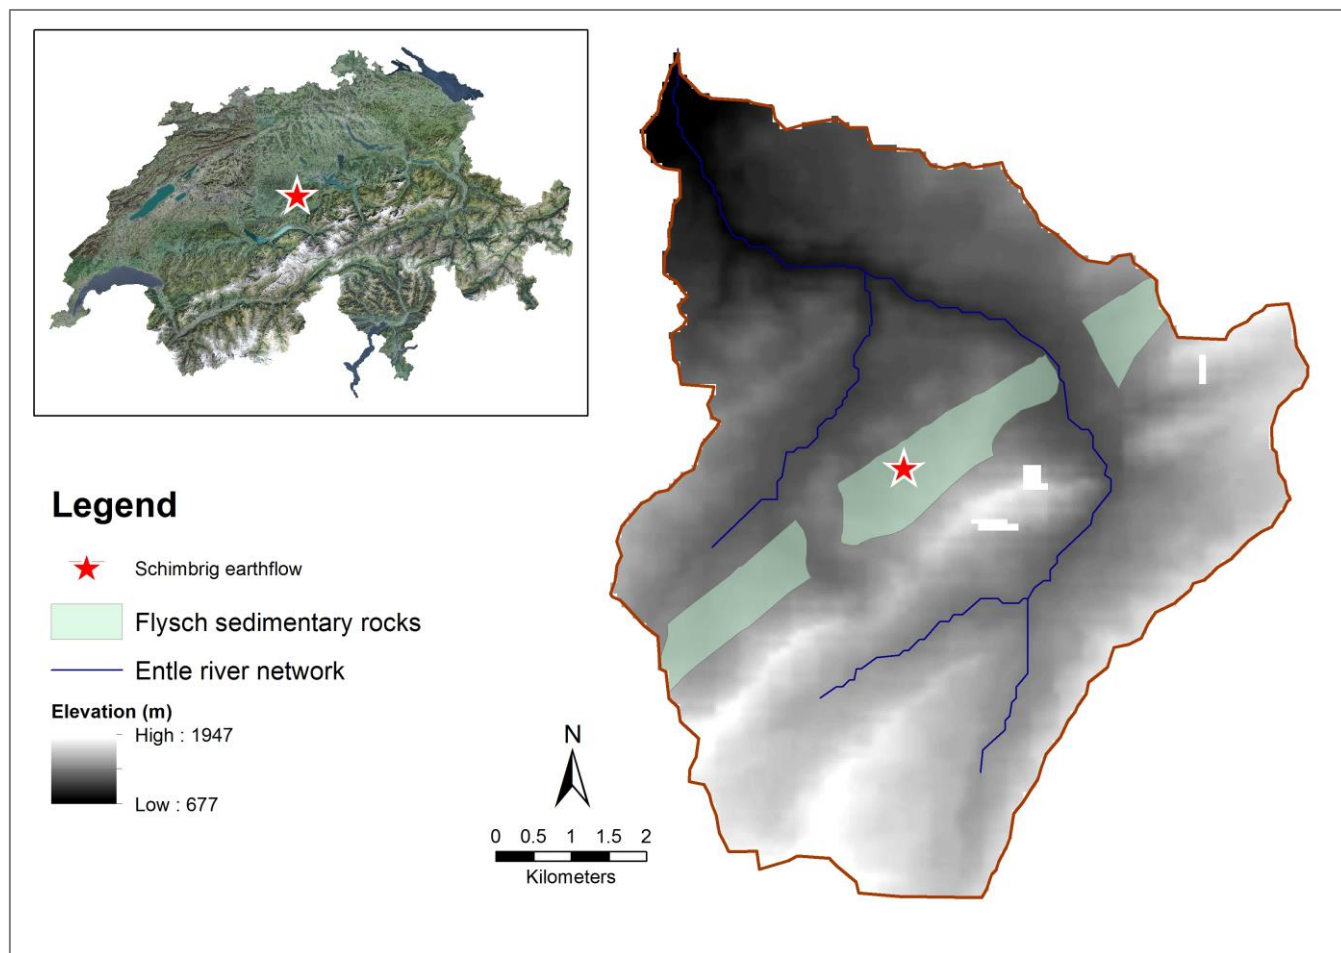 Legend
Schimbrig earthflow
Flysch sedimentary rocks
Entle river network
Elevation (m)
High : 1947
Low : 677
N
0 0.5 1 1.5 2
Kilometers